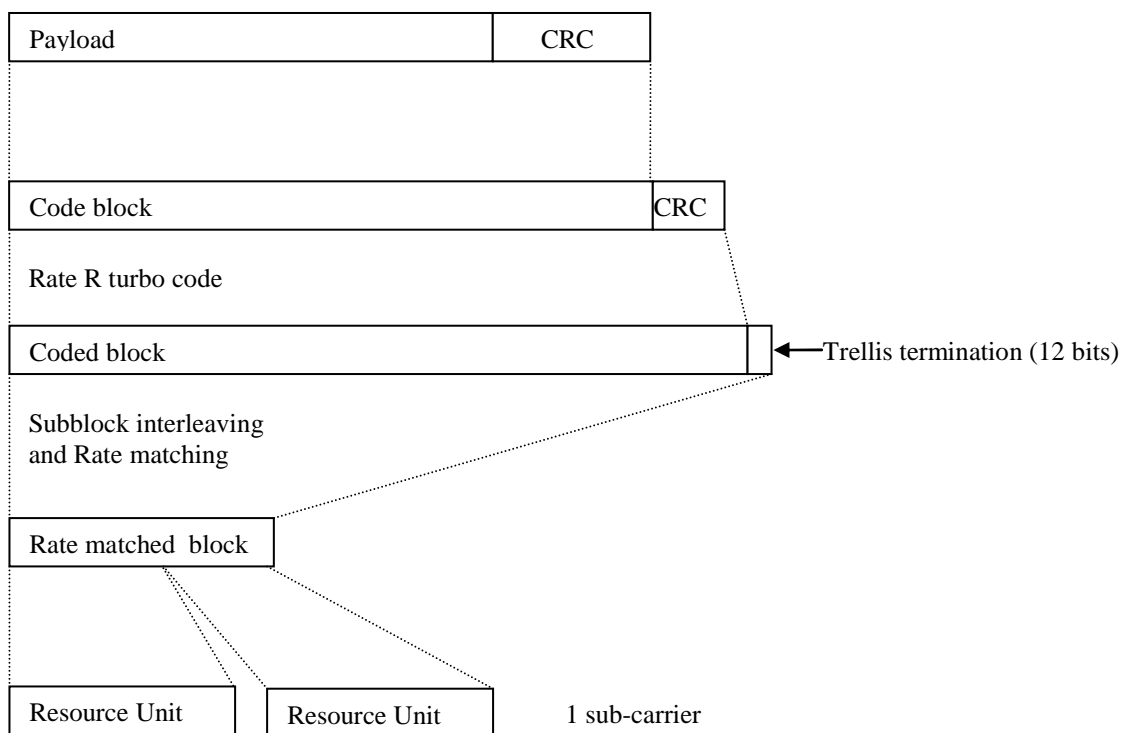 Payload CRC
Code block CRC
Rate R turbo code
Coded block Trellis termination (12 bits)
Subblock interleaving
and Rate matching
Rate matched block
Resource Unit Resource Unit 1 sub-carrier